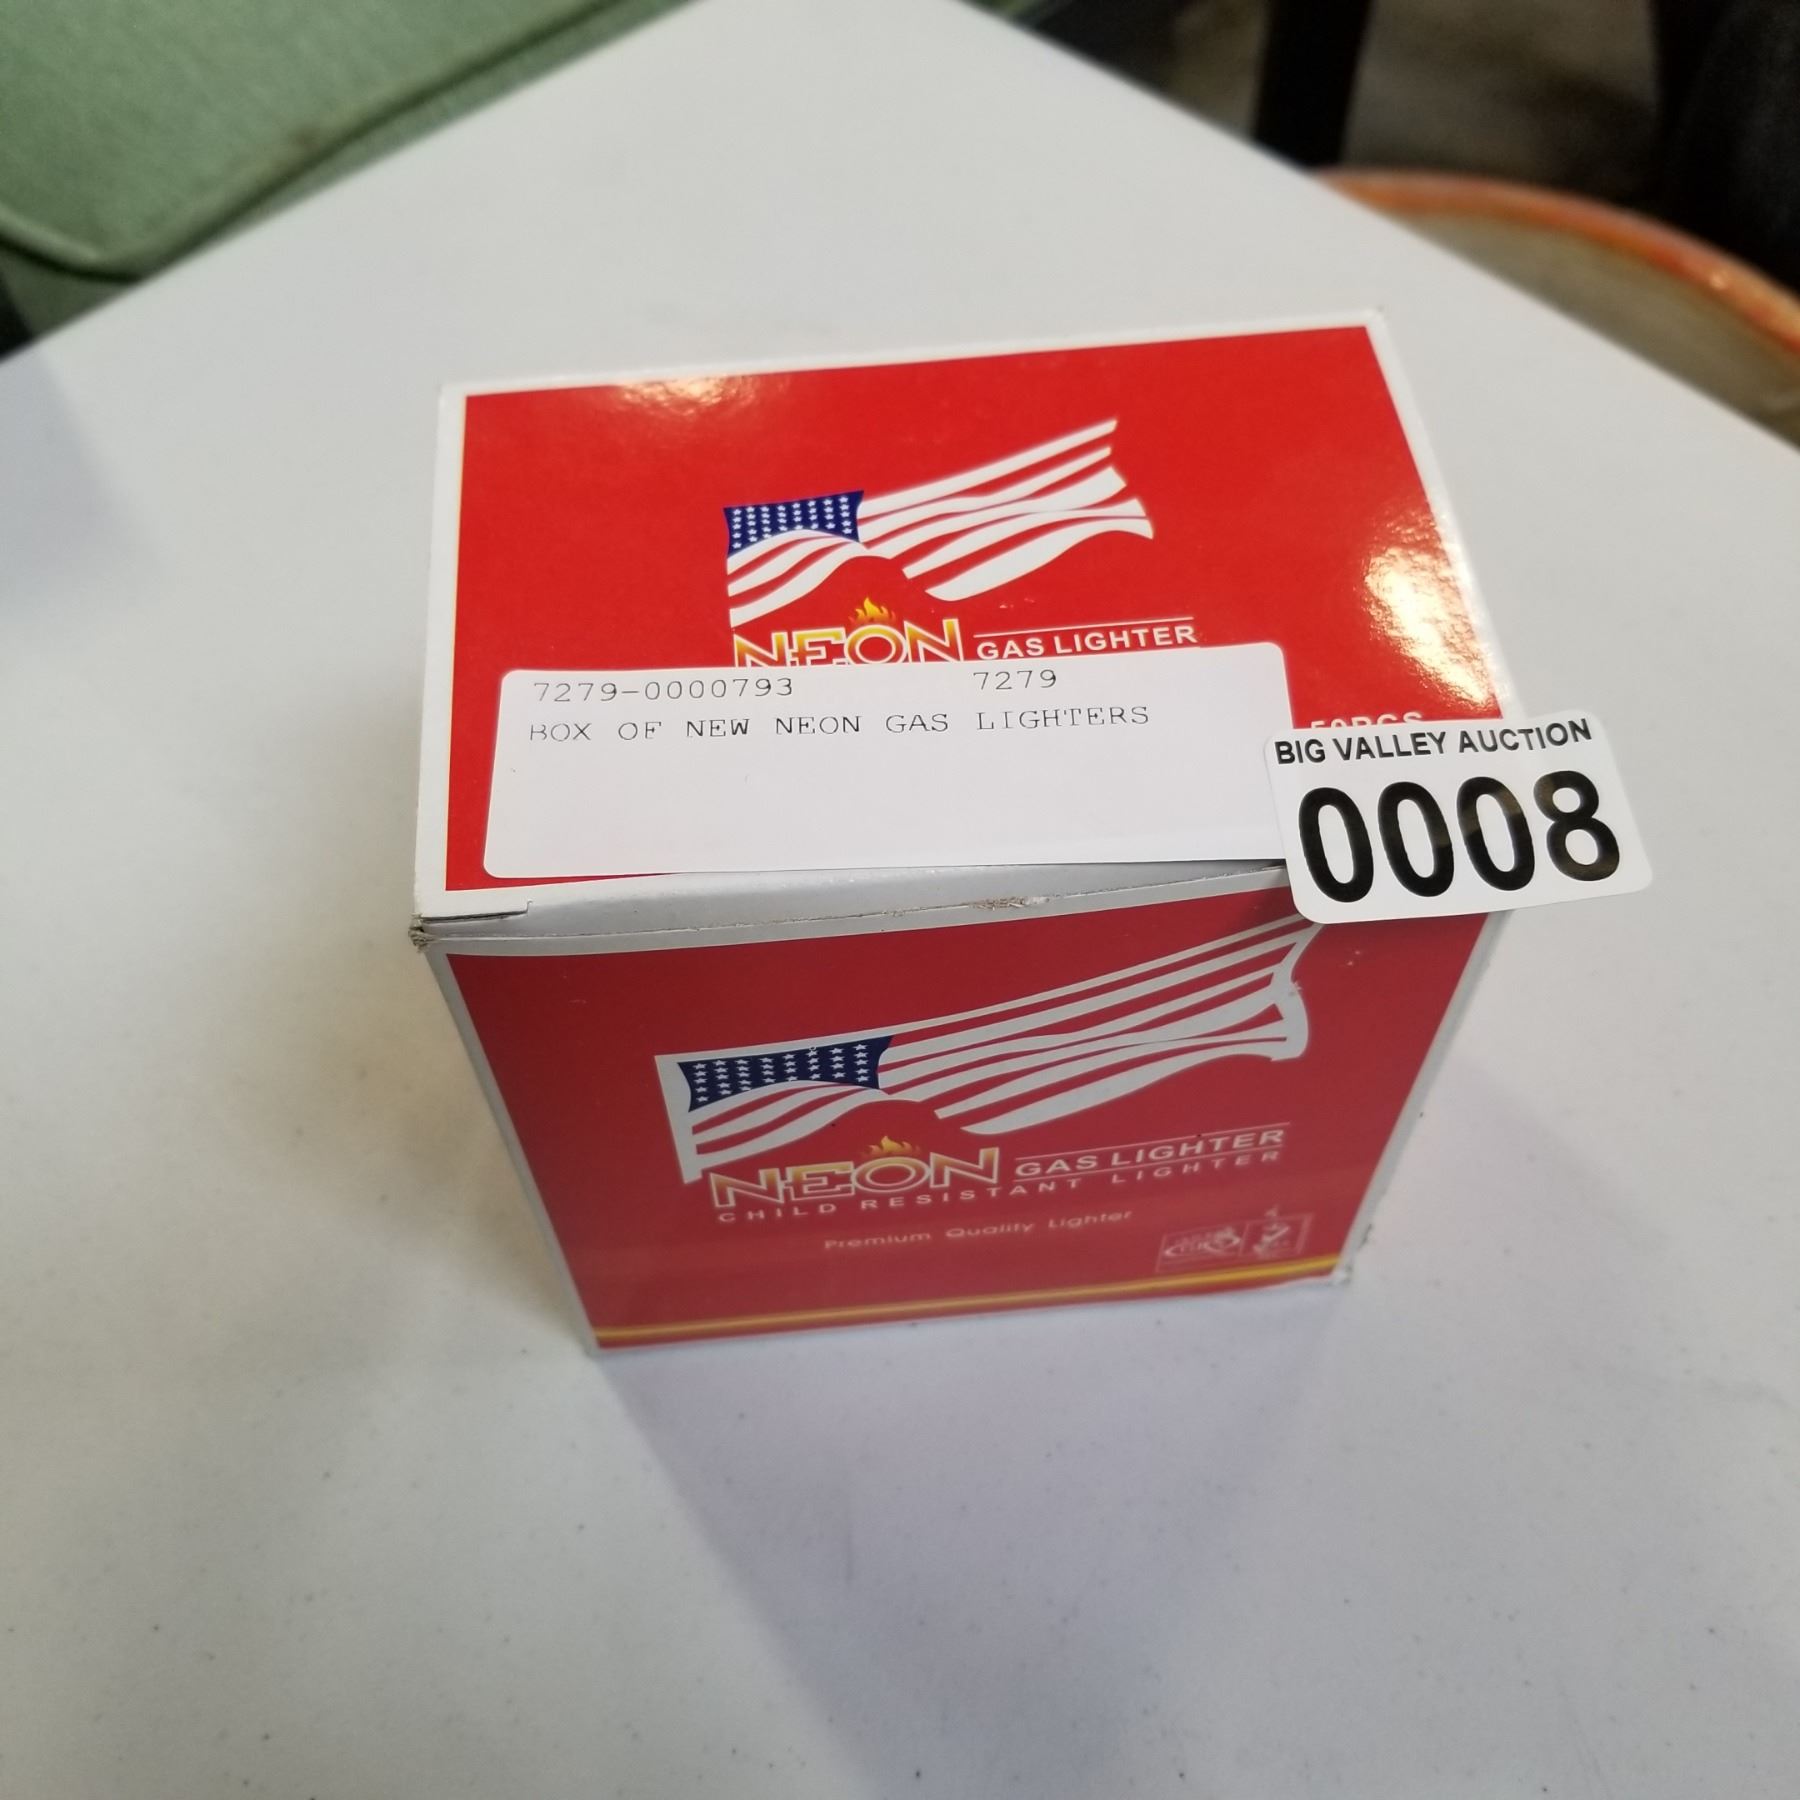 NEON GAS LIGHTER
7279-0000793 7279
BOX OF NEW NEON GAS LIGHTERS
50PCS
BIG VALLEY AUCTION
0008
NEON GAS LIGHTER
CHILD RESISTANT LIGHTER
Premium Quality Lighter